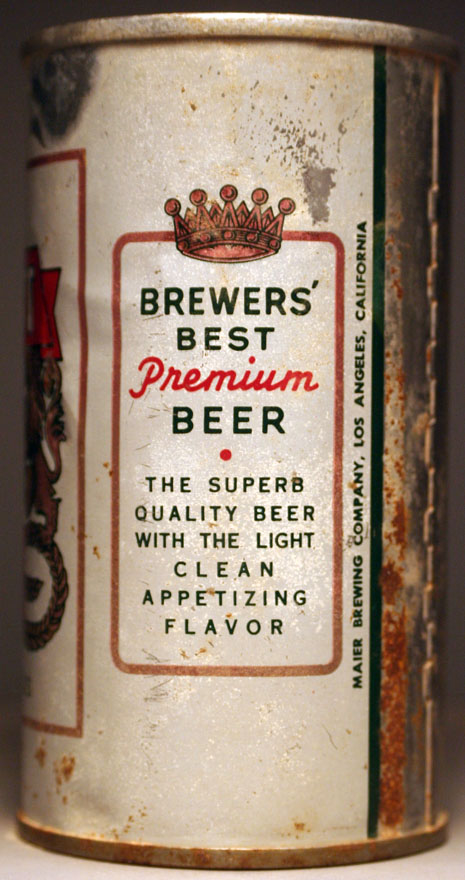 BREWERS'
BEST
Premium
BEER
THE SUPERB
QUALITY BEER
WITH THE LIGHT
CLEAN
APPETIZING
FLAVOR
MAIER BREWING COMPANY, LOS ANGELES, CALIFORNIA